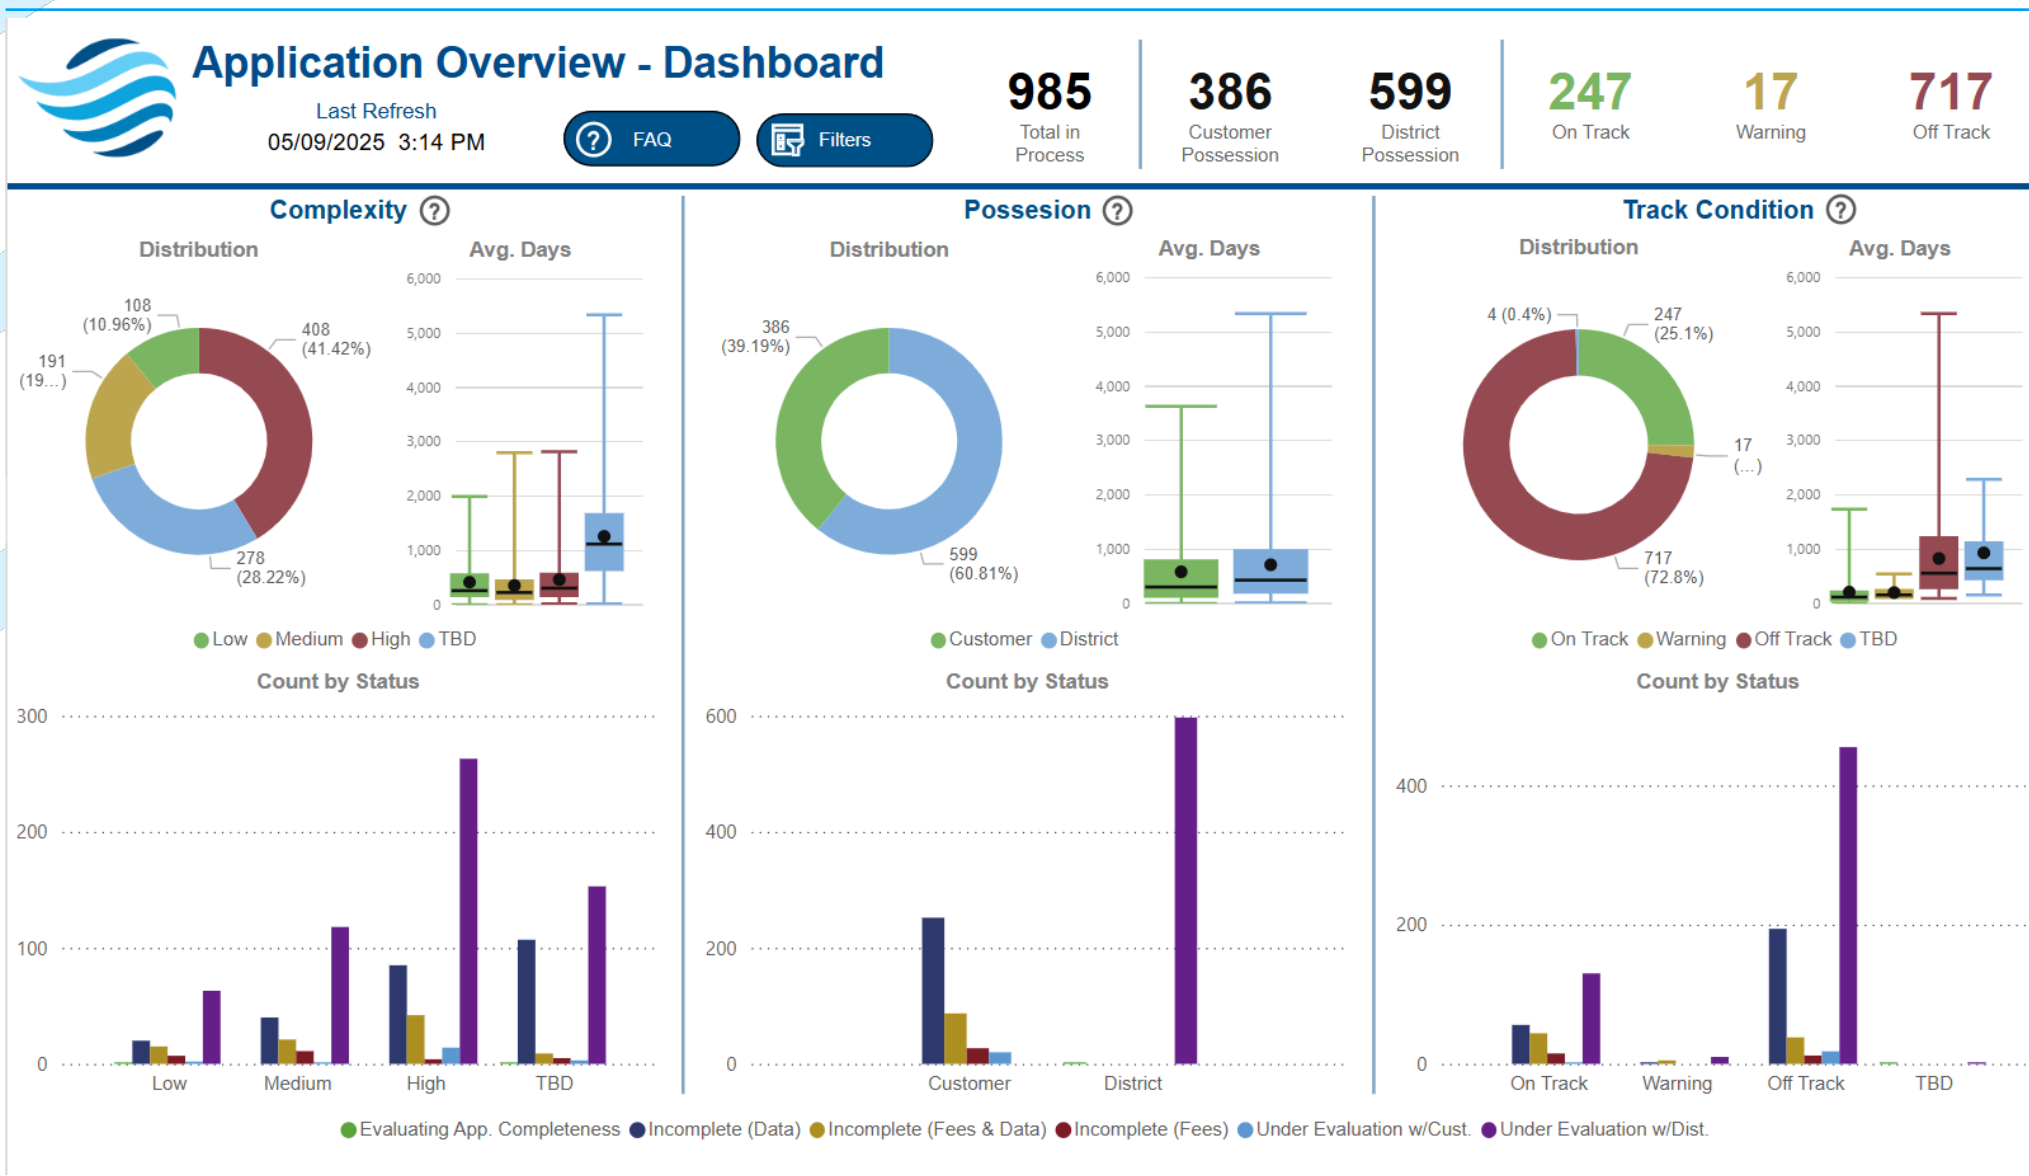 Application Overview - Dashboard
Last Refresh
05/09/2025 3:14 PM
FAQ
Filters
985
Total in
Process
386
Customer
Possession
599
District
Possession
247
On Track
17
Warning
717
Off Track
Complexity ?
Distribution
108
(10.96%)
408
(41.42%)
191
(19...)
278
(28.22%)
Avg. Days
6,000
5,000
4,000
3,000
2,000
1,000
0
Low Medium High TBD
Count by Status
300
200
100
0
Low Medium High TBD
Possesion ?
Distribution
386
(39.19%)
599
(60.81%)
Avg. Days
6,000
5,000
4,000
3,000
2,000
1,000
0
Customer District
Count by Status
600
400
200
0
Customer District
Track Condition ?
Distribution
4 (0.4%)
247
(25.1%)
17
(...)
717
(72.8%)
Avg. Days
6,000
5,000
4,000
3,000
2,000
1,000
0
On Track Warning Off Track TBD
Count by Status
400
200
0
On Track Warning Off Track TBD
Evaluating App. Completeness Incomplete (Data) Incomplete (Fees & Data) Incomplete (Fees) Under Evaluation w/Cust. Under Evaluation w/Dist.